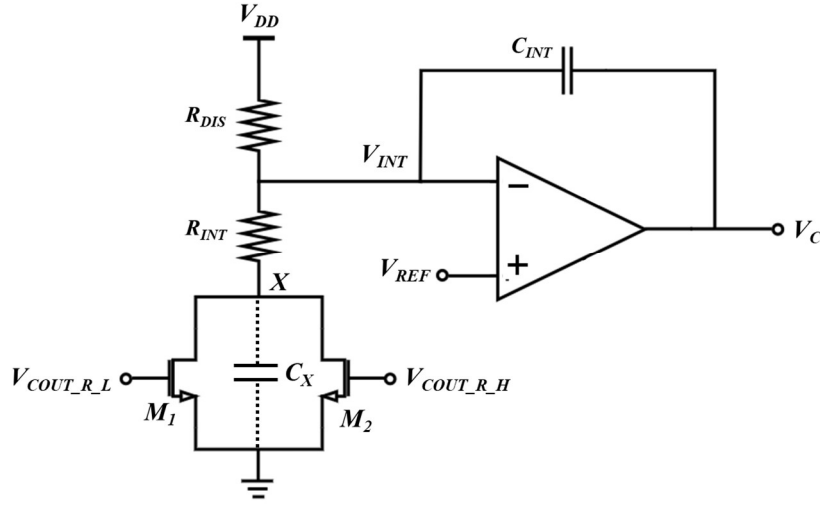 V_DD
C_INT
R_DIS
V_INT
−
R_INT
V_C
V_REF
+
X
V_COUT_R_L
C_X
V_COUT_R_H
M_1
M_2